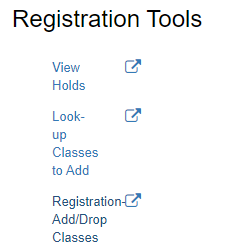 Registration Tools
View
Holds
Look-
up
Classes
to Add
Registration-
Add/Drop
Classes